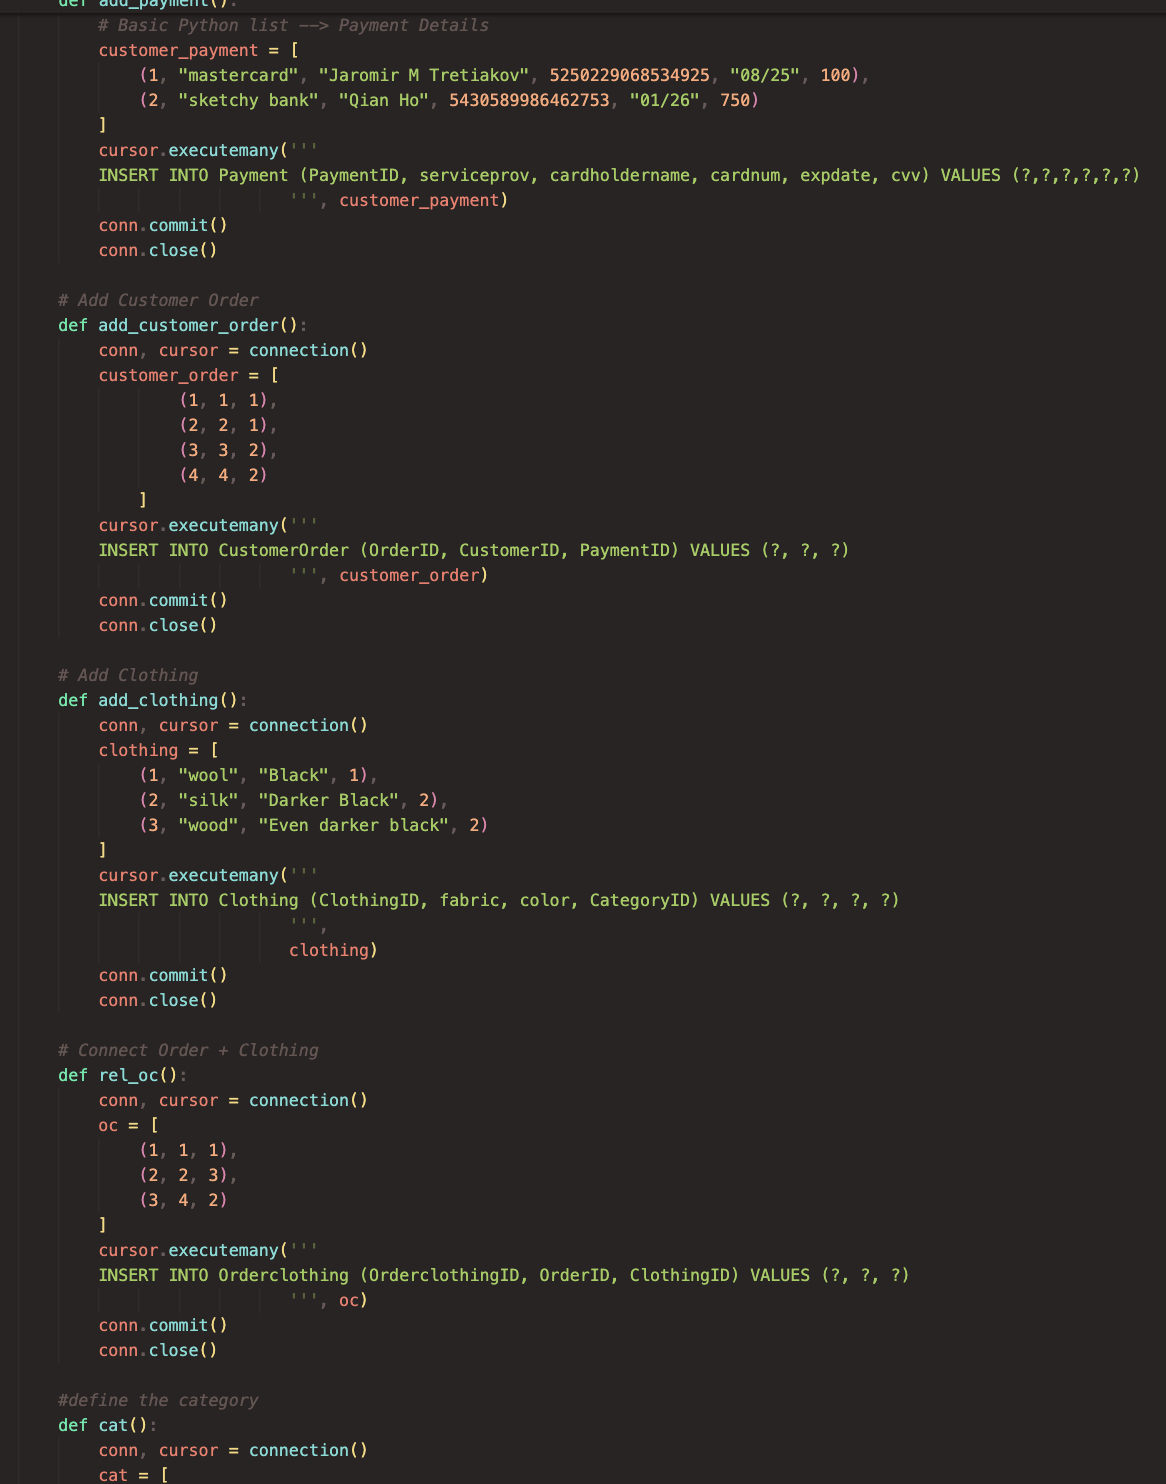 def add_payment():
# Basic Python list --> Payment Details
customer_payment = [
(1, "mastercard", "Jaromir M Tretiakov", 5250229068534925, "08/25", 100),
(2, "sketchy bank", "Qian Ho", 5430589986462753, "01/26", 750)
]
cursor.executemany('''
INSERT INTO Payment (PaymentID, serviceprov, cardholdername, cardnum, expdate, cvv) VALUES (?,?,?,?,?,?)
''', customer_payment)
conn.commit()
conn.close()
# Add Customer Order
def add_customer_order():
conn, cursor = connection()
customer_order = [
(1, 1, 1),
(2, 2, 1),
(3, 3, 2),
(4, 4, 2)
]
cursor.executemany('''
INSERT INTO CustomerOrder (OrderID, CustomerID, PaymentID) VALUES (?, ?, ?)
''', customer_order)
conn.commit()
conn.close()
# Add Clothing
def add_clothing():
conn, cursor = connection()
clothing = [
(1, "wool", "Black", 1),
(2, "silk", "Darker Black", 2),
(3, "wood", "Even darker black", 2)
]
cursor.executemany('''
INSERT INTO Clothing (ClothingID, fabric, color, CategoryID) VALUES (?, ?, ?, ?)
''',
clothing)
conn.commit()
conn.close()
# Connect Order + Clothing
def rel_oc():
conn, cursor = connection()
oc = [
(1, 1, 1),
(2, 2, 3),
(3, 4, 2)
]
cursor.executemany('''
INSERT INTO Orderclothing (OrderclothingID, OrderID, ClothingID) VALUES (?, ?, ?)
''', oc)
conn.commit()
conn.close()
#define the category
def cat():
conn, cursor = connection()
cat = [